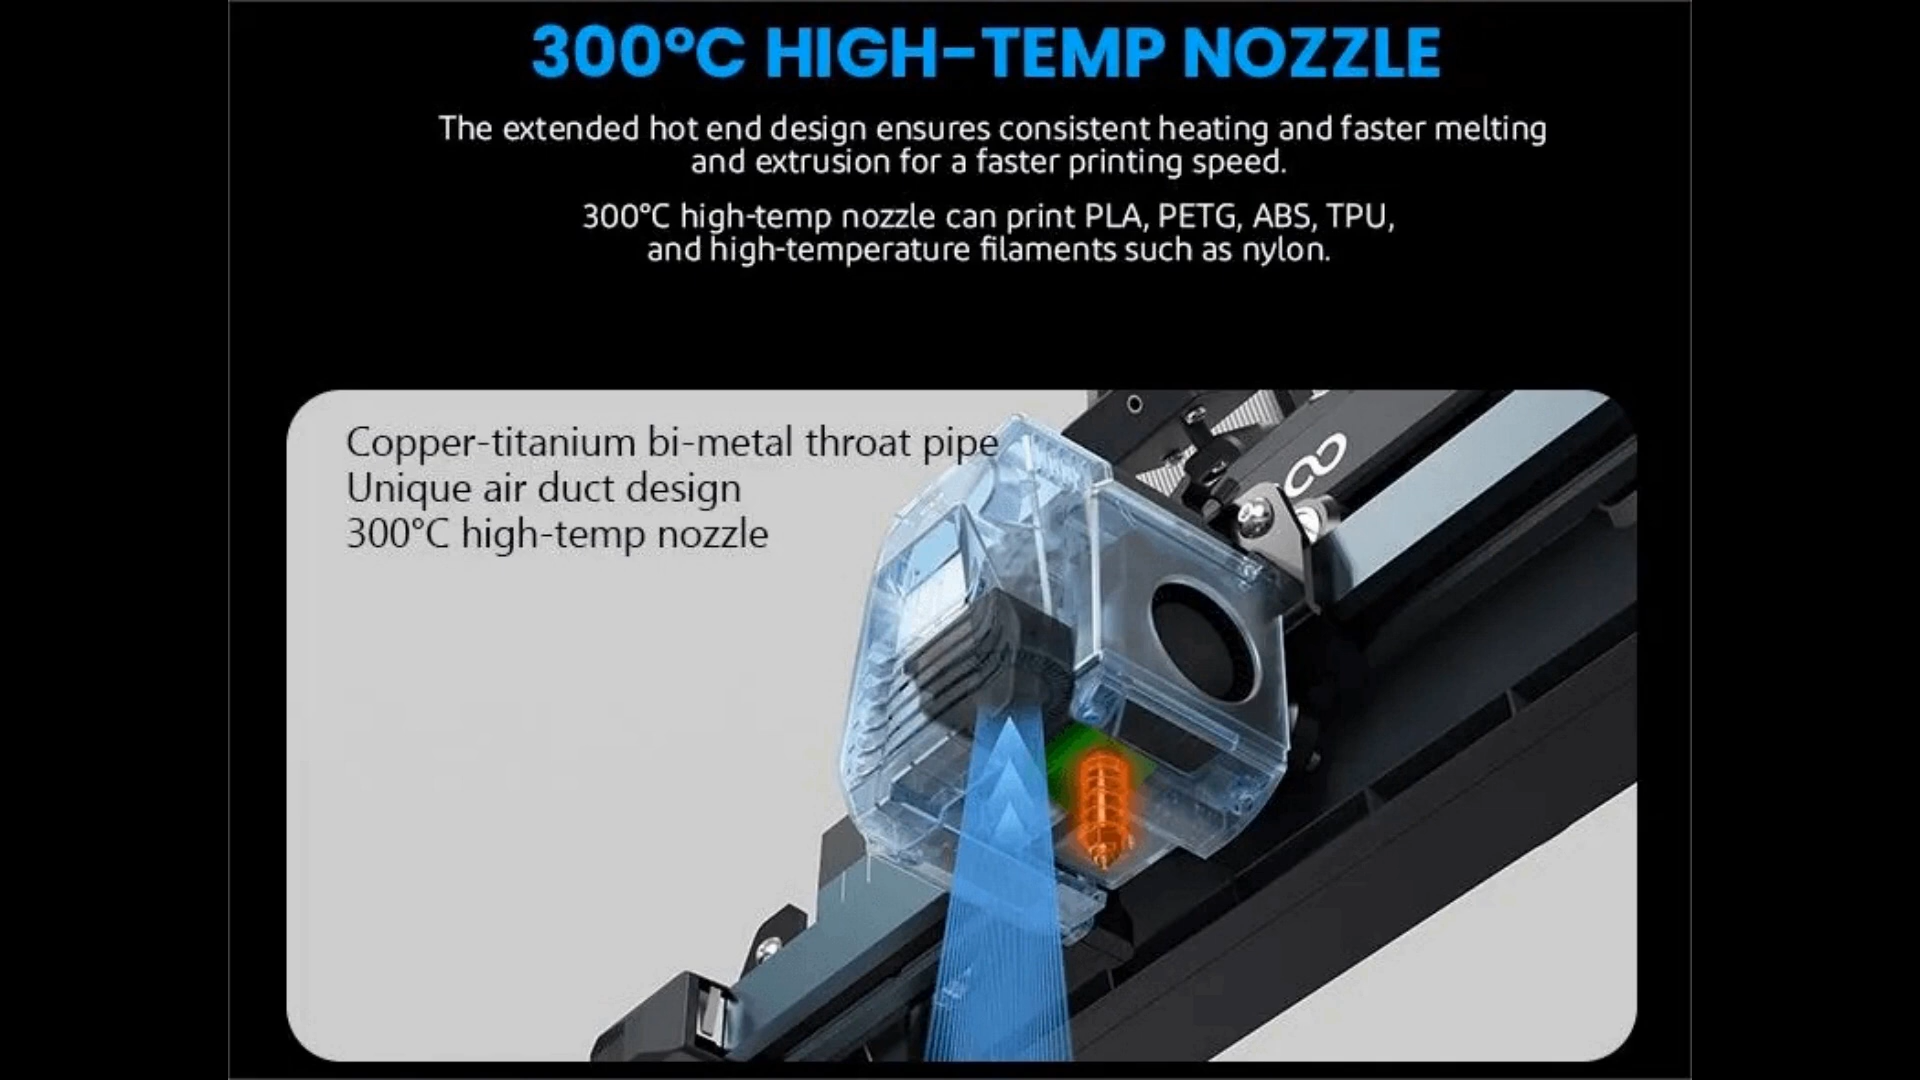 300°C HIGH-TEMP NOZZLE
The extended hot end design ensures consistent heating and faster melting
and extrusion for a faster printing speed.
300°C high-temp nozzle can print PLA, PETG, ABS, TPU,
and high-temperature filaments such as nylon.
Copper-titanium bi-metal throat pipe
Unique air duct design
300°C high-temp nozzle